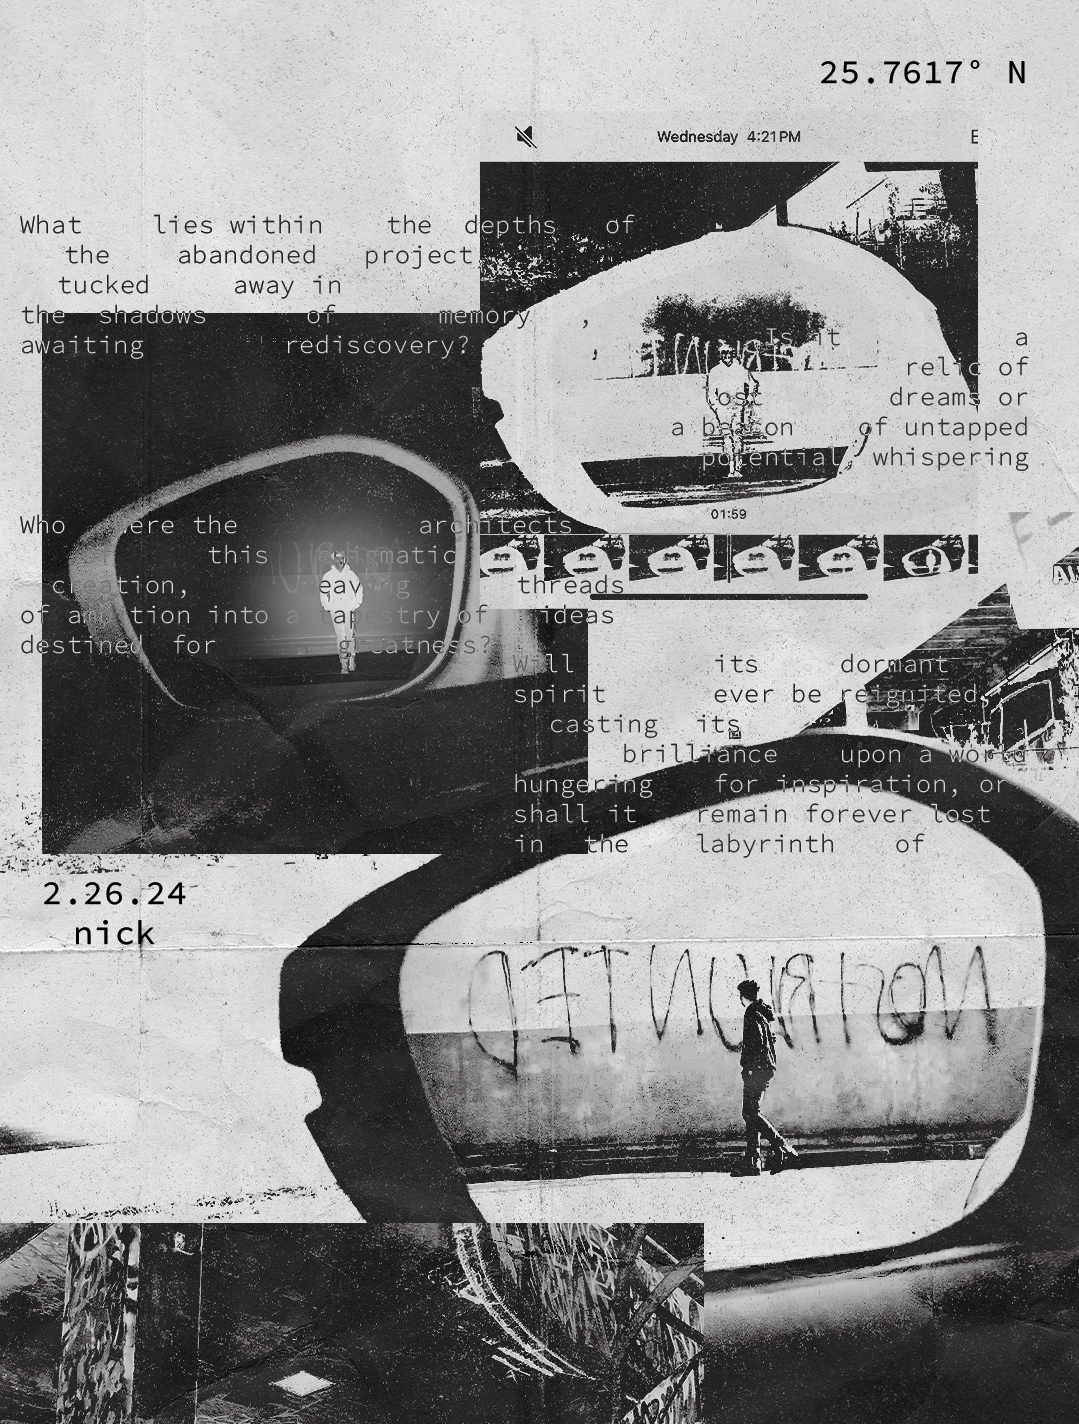 25.7617° N
Wednesday 4:21 PM
E
What lies within the depths of
the abandoned project,
tucked away in
the shadows of memory ,
awaiting rediscovery?
Is it a
relic of
lost dreams or
a beacon of untapped
potential, whispering
01:59
Who were the architects
this enigmatic
creation, weaving threads
of ambition into a tapestry of ideas
destined for greatness?
Will its dormant
spirit ever be reignited,
casting its
brilliance upon a world
hungering for inspiration, or
shall it remain forever lost
in the labyrinth of
2.26.24
nick